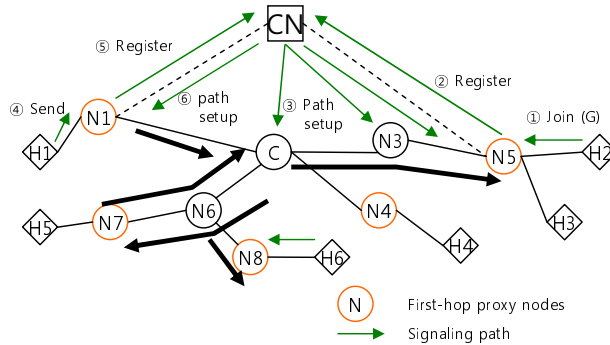 CN
⑤ Register
② Register
④ Send
⑥ path
setup
③ Path
setup
① Join (G)
N1
N3
H1
C
N5
H2
H5
N7
N6
N4
H3
H4
N8
H6
N
First-hop proxy nodes
Signaling path